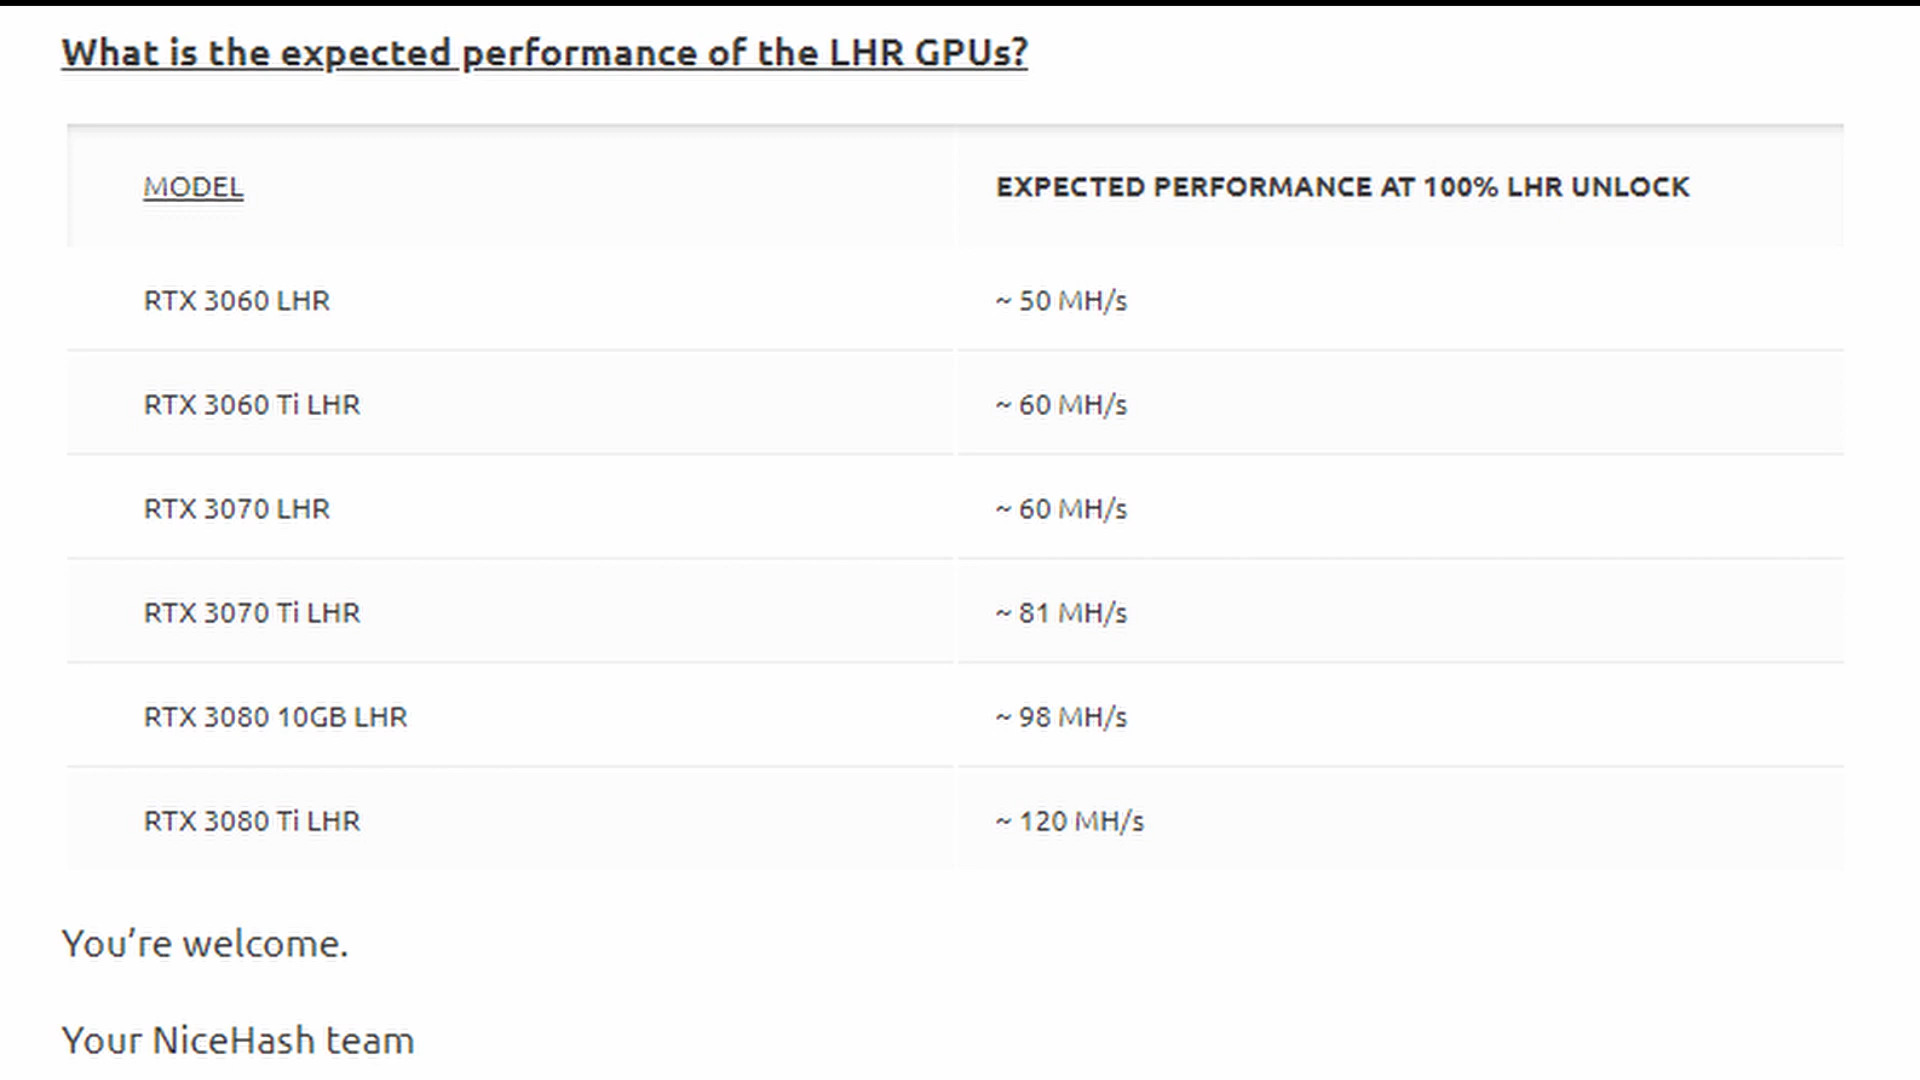 What is the expected performance of the LHR GPUs?
MODEL EXPECTED PERFORMANCE AT 100% LHR UNLOCK
RTX 3060 LHR ~ 50 MH/s
RTX 3060 Ti LHR ~ 60 MH/s
RTX 3070 LHR ~ 60 MH/s
RTX 3070 Ti LHR ~ 81 MH/s
RTX 3080 10GB LHR ~ 98 MH/s
RTX 3080 Ti LHR ~ 120 MH/s
You’re welcome.
Your NiceHash team